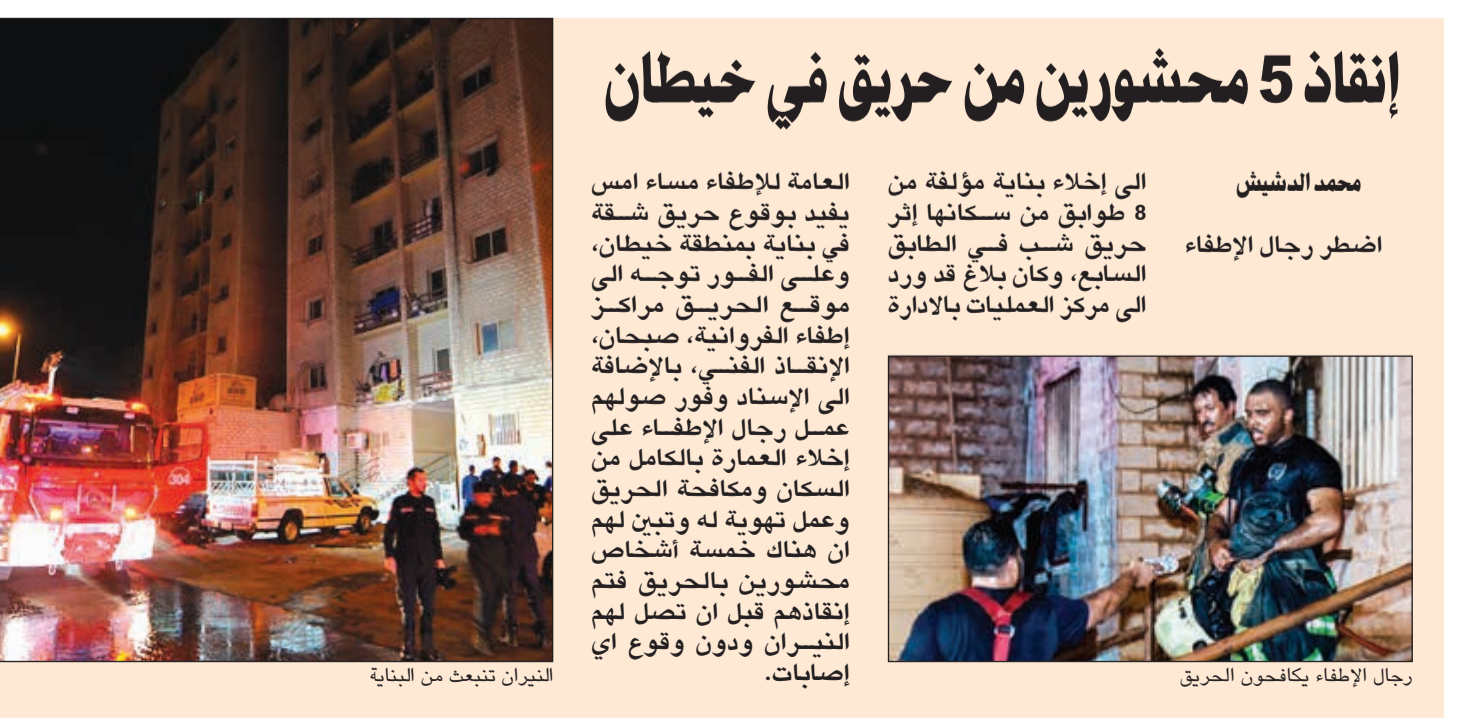 إنقاذ 5 محشورين من حريق في خيطان
محمد الدشيش
اضطر رجال الإطفاء
الى إخلاء بناية مؤلفة من
8 طوابق من سكانها إثر
حريق شب في الطابق
السابع، وكان بلاغ قد ورد
الى مركز العمليات بالادارة
العامة للإطفاء مساء امس
يفيد بوقوع حريق شقة
في بناية بمنطقة خيطان،
وعلى الفور توجه الى
موقع الحريق مراكز
إطفاء الفروانية، صبحان،
الإنقاذ الفني، بالإضافة
الى الإسناد وفور صولهم
عمل رجال الإطفاء على
إخلاء العمارة بالكامل من
السكان ومكافحة الحريق
وعمل تهوية له وتبين لهم
ان هناك خمسة أشخاص
محشورين بالحريق فتم
إنقاذهم قبل ان تصل لهم
النيران ودون وقوع اي
إصابات.
رجال الإطفاء يكافحون الحريق
النيران تنبعث من البناية
304